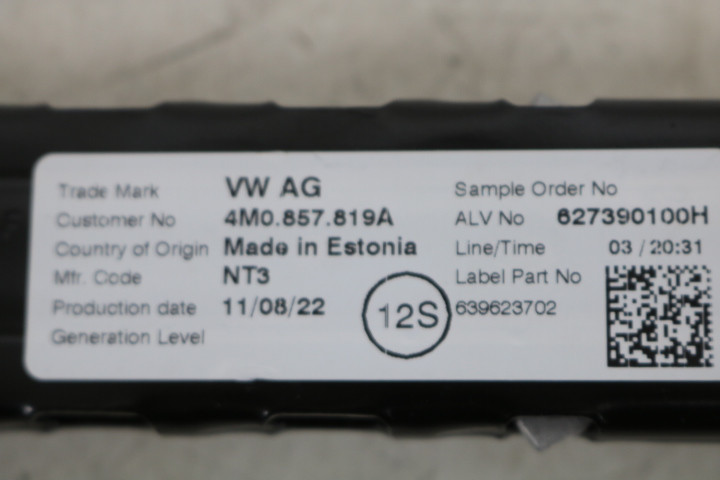 Trade Mark VW AG Sample Order No
Customer No 4M0.857.819A ALV No 627390100H
Country of Origin Made in Estonia Line/Time 03 / 20:31
Mfr. Code NT3 Label Part No
Production date 11/08/22 12S 639623702
Generation Level